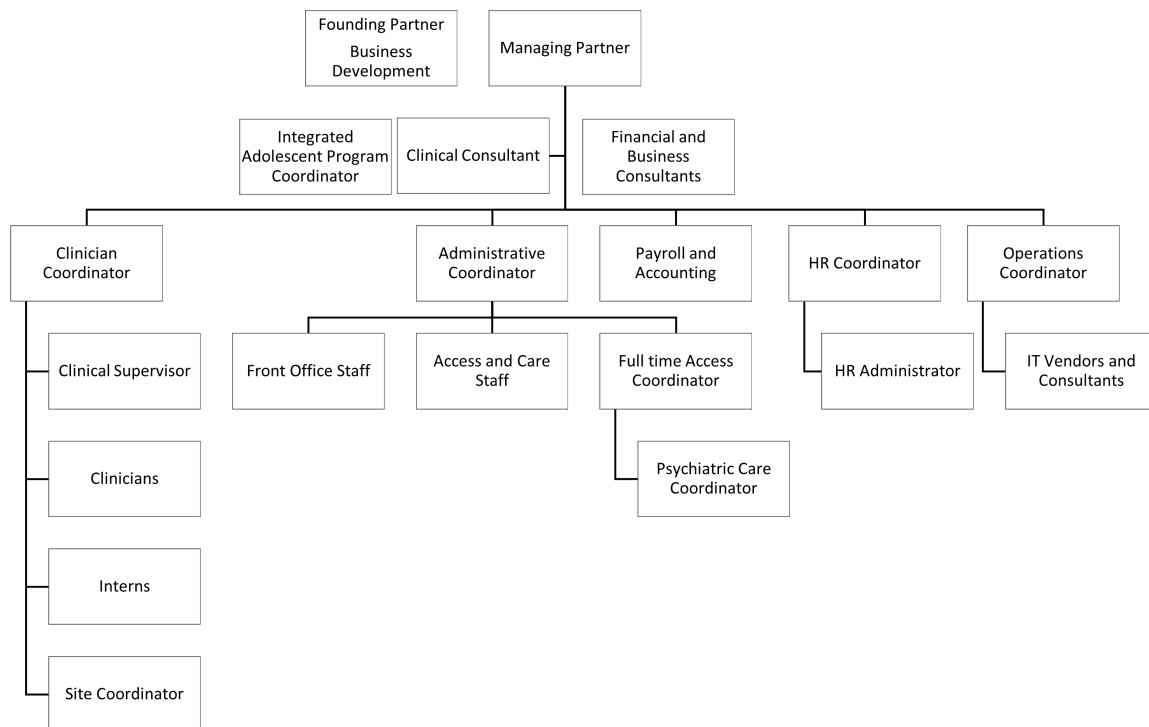 Founding Partner
Business
Development
Managing Partner
Integrated
Adolescent Program
Coordinator
Clinical Consultant
Financial and
Business
Consultants
Clinician
Coordinator
Administrative
Coordinator
Payroll and
Accounting
HR Coordinator
Operations
Coordinator
Clinical Supervisor
Front Office Staff
Access and Care
Staff
Full time Access
Coordinator
HR Administrator
IT Vendors and
Consultants
Clinicians
Psychiatric Care
Coordinator
Interns
Site Coordinator